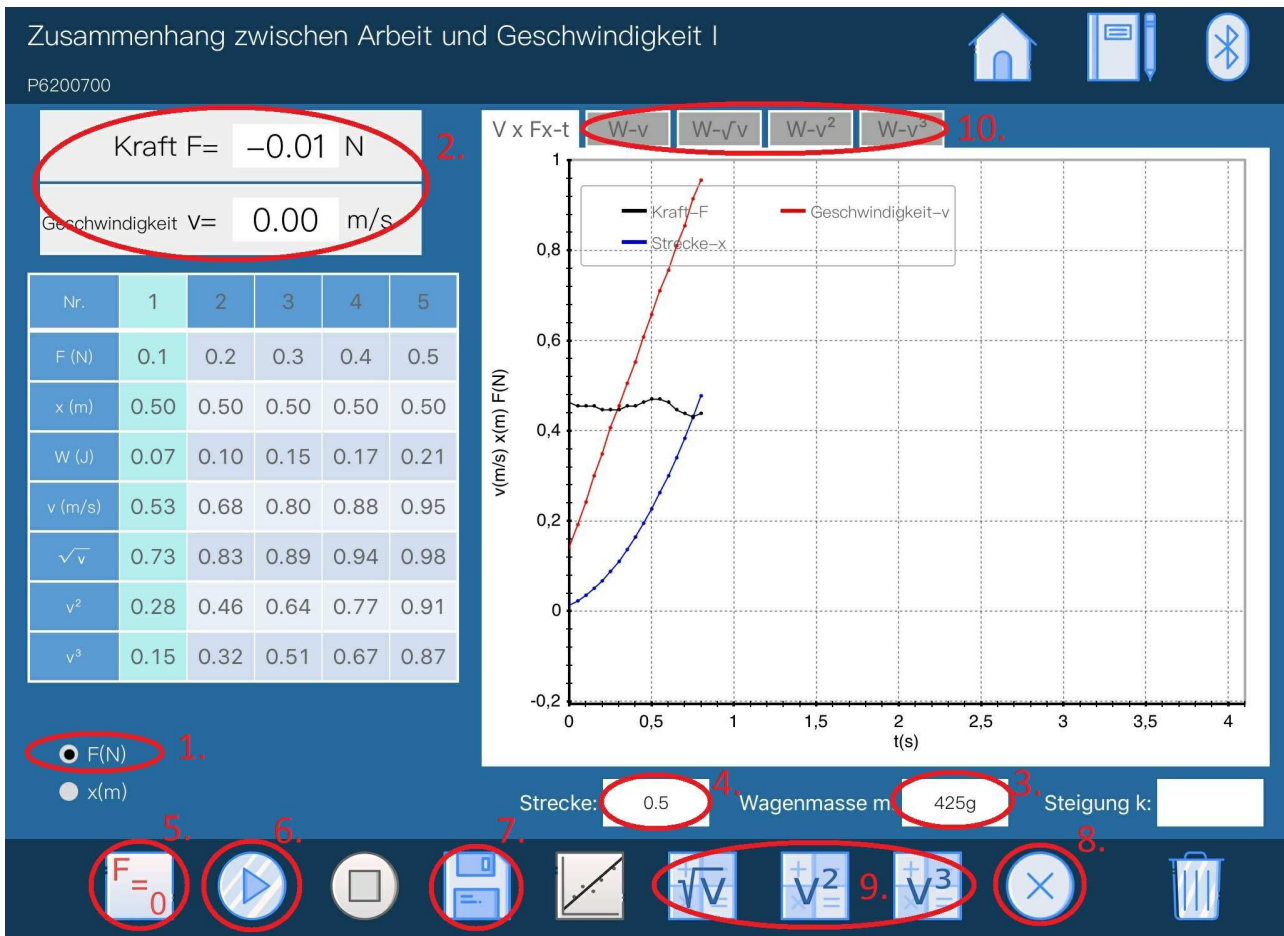 Zusammenhang zwischen Arbeit und Geschwindigkeit I
P6200700
Kraft F= −0.01 N 2.
Geschwindigkeit v= 0.00 m/s
Nr. 1 2 3 4 5
F (N) 0.1 0.2 0.3 0.4 0.5
x (m) 0.50 0.50 0.50 0.50 0.50
W (J) 0.07 0.10 0.15 0.17 0.21
v (m/s) 0.53 0.68 0.80 0.88 0.95
√v 0.73 0.83 0.89 0.94 0.98
v² 0.28 0.46 0.64 0.77 0.91
v³ 0.15 0.32 0.51 0.67 0.87
F(N) 1.
x(m)
V x Fx-t W-v W-√v W-v² W-v³ 10.
Kraft-F Geschwindigkeit-v
Strecke-x
v(m/s) x(m) F(N)
1
0,8
0,6
0,4
0,2
0
-0,2
0 0,5 1 1,5 2 2,5 3 3,5 4
t(s)
Strecke: 0.5 4. Wagenmasse m 425g 3. Steigung k:
5. 6. 7. 8.
F=0 √v v² 9. v³